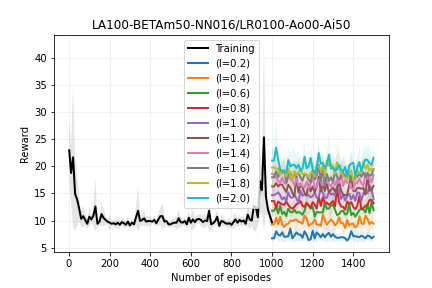 LA100-BETAm50-NN016/LR0100-Ao00-Ai50
Reward
40
35
30
25
20
15
10
5
Training
(l=0.2)
(l=0.4)
(l=0.6)
(l=0.8)
(l=1.0)
(l=1.2)
(l=1.4)
(l=1.6)
(l=1.8)
(l=2.0)
0 200 400 600 800 1000 1200 1400
Number of episodes